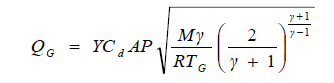 Q_G = YC_d AP √( Mγ / RT_G ( 2 / γ + 1 )^( γ+1 / γ−1 ) )